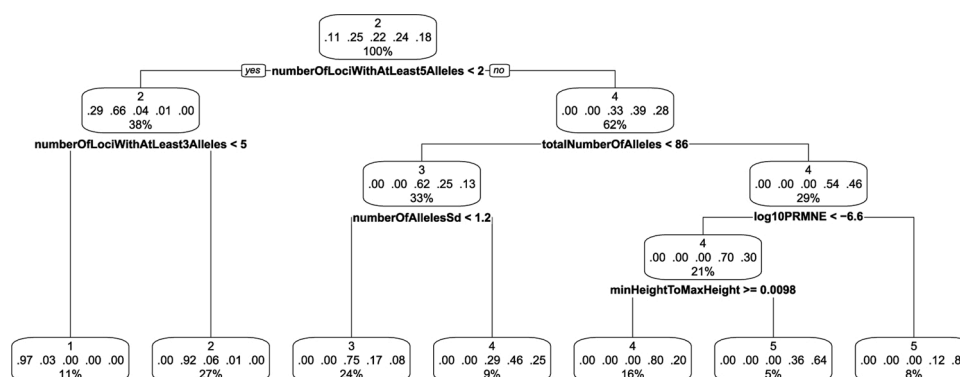 2
.11 .25 .22 .24 .18
100%
yes numberOfLociWithAtLeast5Alleles < 2 no
2
.29 .66 .04 .01 .00
38%
4
.00 .00 .33 .39 .28
62%
numberOfLociWithAtLeast3Alleles < 5
totalNumberOfAlleles < 86
3
.00 .00 .62 .25 .13
33%
4
.00 .00 .00 .54 .46
29%
numberOfAllelesSd < 1.2
log10PRMNE < −6.6
4
.00 .00 .00 .70 .30
21%
minHeightToMaxHeight >= 0.0098
1
.97 .03 .00 .00 .00
11%
2
.00 .92 .06 .01 .00
27%
3
.00 .00 .75 .17 .08
24%
4
.00 .00 .29 .46 .25
9%
4
.00 .00 .00 .80 .20
16%
5
.00 .00 .00 .36 .64
5%
5
.00 .00 .00 .12
8%